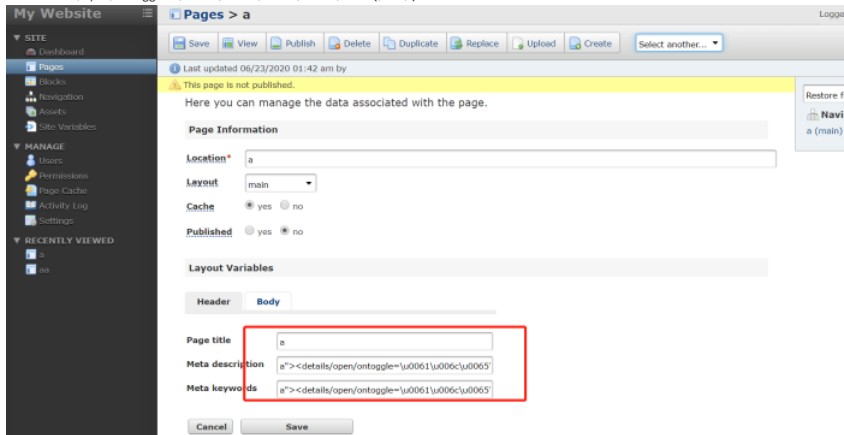 My Website
Pages > a
Logge
SITE
Dashboard
Pages
Blocks
Navigation
Assets
Site Variables
MANAGE
Users
Permissions
Page Cache
Activity Log
Settings
RECENTLY VIEWED
a
aa
Save View Publish Delete Duplicate Replace Upload Create Select another...
Last updated 06/23/2020 01:42 am by
This page is not published.
Here you can manage the data associated with the page.
Page Information
Location* a
Layout main
Cache yes no
Published yes no
Layout Variables
Header Body
Page title a
Meta description a"><details/open/ontoggle=\u0061\u006c\u0065'
Meta keywords a"><details/open/ontoggle=\u0061\u006c\u0065'
Cancel Save
Restore f
Navi
a (main)